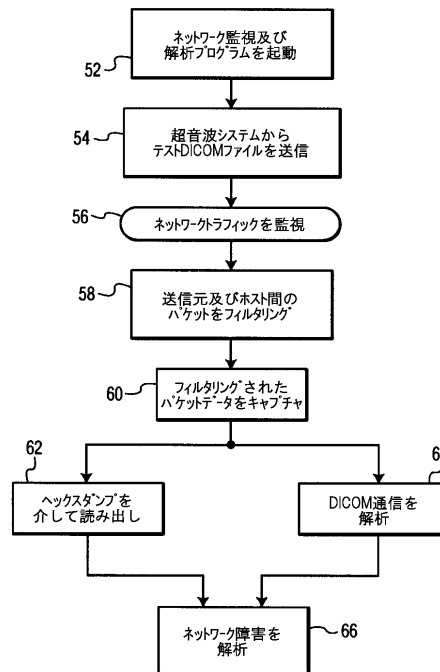 ネットワーク監視及び
解析プログラムを起動
52
超音波システムから
テストDICOMファイルを送信
54
ネットワークトラフィックを監視
56
送信元及びホスト間の
パケットをフィルタリング
58
フィルタリングされた
パケットデータをキャプチャ
60
62
ヘックスダンプを
介して読み出し
DICOM通信を
解析
ネットワーク障害を
解析
66